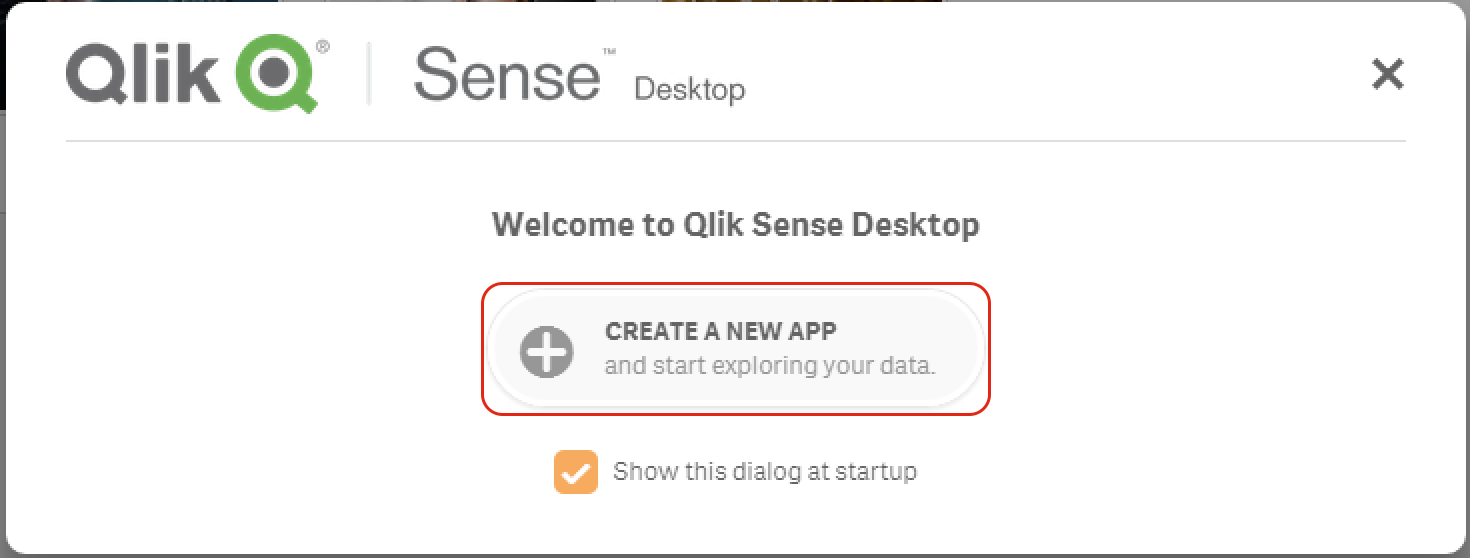 Qlik ® Sense™ Desktop
Welcome to Qlik Sense Desktop
CREATE A NEW APP
and start exploring your data.
Show this dialog at startup